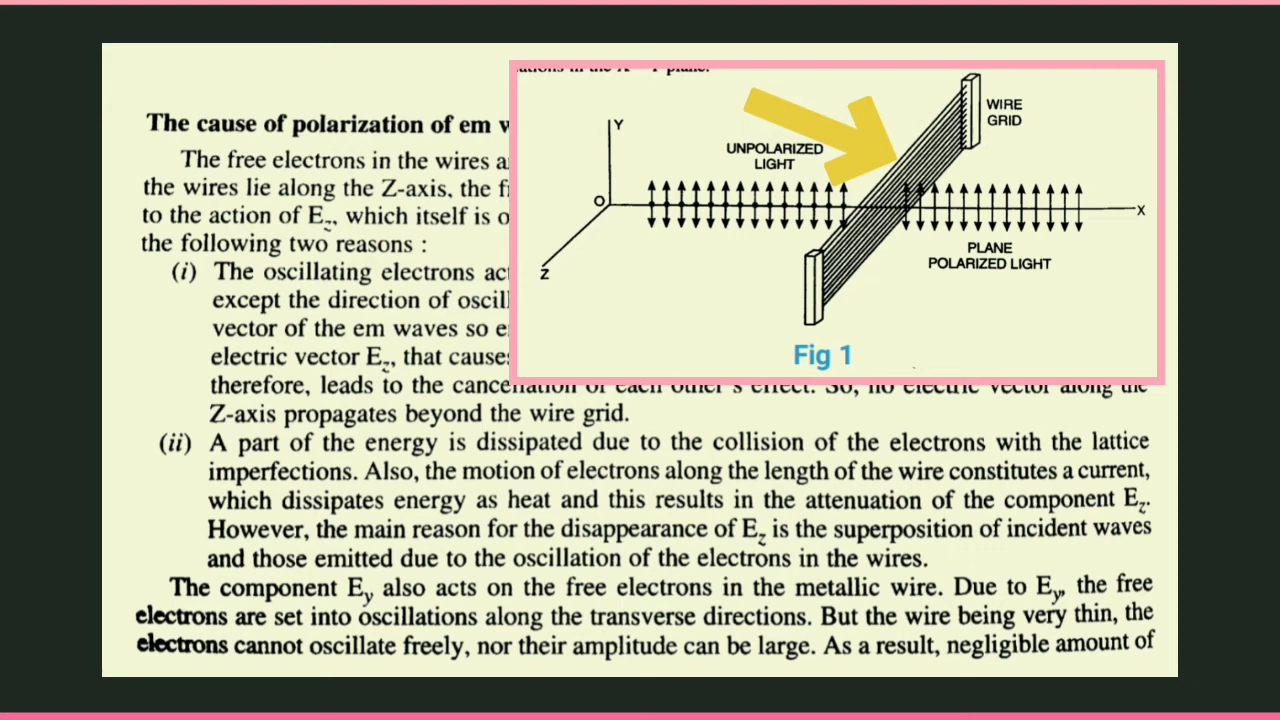 The cause of polarization of em
The free electrons in the wires
the wires lie along the Z-axis, the
to the action of E_z, which itself is
the following two reasons :
(i) The oscillating electrons
except the direction of
vector of the em waves so
electric vector E_z, that
therefore, leads to the cancellation of each other's effect. So, no electric vector along the
Z-axis propagates beyond the wire grid.
(ii) A part of the energy is dissipated due to the collision of the electrons with the lattice
imperfections. Also, the motion of electrons along the length of the wire constitutes a current,
which dissipates energy as heat and this results in the attenuation of the component E_z.
However, the main reason for the disappearance of E_z is the superposition of incident waves
and those emitted due to the oscillation of the electrons in the wires.
The component E_y also acts on the free electrons in the metallic wire. Due to E_y, the free
electrons are set into oscillations along the transverse directions. But the wire being very thin, the
electrons cannot oscillate freely, nor their amplitude can be large. As a result, negligible amount of
Y
O
Z
X
UNPOLARIZED
LIGHT
WIRE
GRID
PLANE
POLARIZED LIGHT
Fig 1